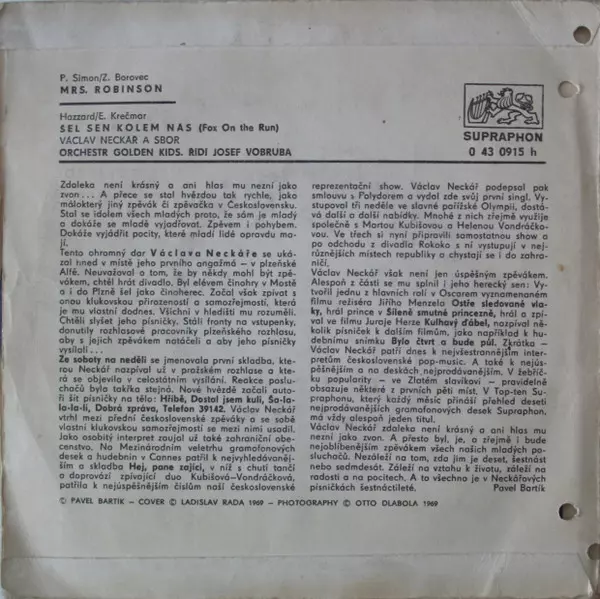 P. Simon/Z. Borovec
MRS. ROBINSON
Hazzard/E. Krečmar
ŠEL SEN KOLEM NÁS (Fox On the Run)
VÁCLAV NECKÁŘ A SBOR
ORCHESTR GOLDEN KIDS. ŘÍDÍ JOSEF VOBRUBA
SUPRAPHON
0 43 0915 h
Zdaleka není krásný a ani hlas mu nezní jako
zvon... A přece se stal hvězdou tak rychle, jako
málokterý jiný zpěvák či zpěvačka v Československu.
Stal se idolem všech mladých proto, že sám je mladý
a dokáže se mladě vyjadřovat. Zpěvem i pohybem.
Dokáže vyjádřit pocity, které mladí lidé opravdu ma-
jí.
Tento ohromný dar Václava Neckáře se uká-
zal hned v místě jeho prvního angažmá – v plzeňské
Alfě. Neuvažoval o tom, že by někdy mohl být zpě-
vákem, chtěl hrát divadlo. Byl elévem činohry v Mostě
a i do Plzně šel jako činoherec. Začal však zpívat s
onou klukovskou přirozeností a samozřejmostí, která
je mu vlastní dodnes. Všichni v hledišti mu rozuměli.
Chtěli slyšet jeho písničky. Stáli fronty na vstupenky,
donutily rozhlasové pracovníky plzeňského rozhlasu,
aby s jejich zpěvákem natáčeli a aby jeho písničky
vysílali...
Ze soboty na neděli se jmenovala první skladba, kte-
rou Neckář nazpíval už v pražském rozhlase a kte-
rá se objevila v celostátním vysílání. Reakce poslu-
chačů byla takřka stejná. Nové hvězdě začali auto-
ři šít písničky na tělo: Hříbě, Dostal jsem kuli, Ša-la-
la-la-li, Dobrá zpráva, Telefon 39142. Václav Neckář
vtrhl mezi přední československé zpěváky a se sobě
vlastní klukovskou samozřejmostí se mezi nimi usadil.
Jako osobitý interpret zaujal už také zahraniční obe-
censtvo. Na Mezinárodním veletrhu gramofonových
desek a hudebnin v Cannes patřil k nejvyhledávanějš-
ším a skladba Hej, pane zajíci, v níž s chutí tančí
a doprovází zpívající duo Kubišová-Vondráčková,
patřila k nejúspěšnějším číslům naší československé
reprezentační show. Václav Neckář podepsal pak
smlouvu s Polydorem a vydal zde svůj první singl. Vy-
stupoval tři neděle ve slavné pařížské Olympii, dostá-
vá další a další nabídky. Mnohé z nich zřejmě využije
společně s Martou Kubišovou a Helenou Vondráčko-
vou. Ve třech si nyní připravili samostatnou show a
po odchodu z divadla Rokoko s ní vystupují v nej-
různějších místech republiky a chystají se i do zahra-
ničí.
Václav Neckář však není jen úspěšným zpěvákem.
Alespoň z části se mu splnil i jeho herecký sen: Vy-
tvořil jednu z hlavních rolí v Oscarem vyznamenaném
filmu režiséra Jiřího Menzela Ostře sledované vla-
ky, hrál prince v Šíleně smutné princezně, hrál a zpí-
val ve filmu Juraje Herze Kulhavý ďábel, nazpíval ně-
kolik písniček k dalším filmům, jako například k hu-
debnímu snímku Bylo čtvrt a bude půl. Zkrátka –
Václav Neckář patří dnes k nejvšestrannějším inter-
pretům československé pop-music. A také k nejús-
pěšnějším a na deskách nejprodávanějším. V žebříč-
ku popularity – ve Zlatém slavíkovi – pravidelně
obsazuje některé z prvních pěti míst. V Top-ten Su-
praphonu, který každý měsíc přináší přehled deseti
nejprodávanějších gramofonových desek Supraphon,
má vždy alespoň jeden titul.
Václav Neckář zdaleka není krásný a ani hlas mu
nezní jako zvon. A přesto byl, je, a zřejmě i bude
nejoblíbenějším zpěvákem všech našich mladých po-
sluchačů. Nezáleží na tom, zda jim je deset, šestnáct
nebo sedmdesát. Záleží na vztahu k životu, záleží na
radosti a na pocitech. A to všechno je v Neckářových
písničkách šestnáctileté.
Pavel Bartík
© PAVEL BARTÍK – COVER © LADISLAV RADA 1969 – PHOTOGRAPHY © OTTO DLABOLA 1969